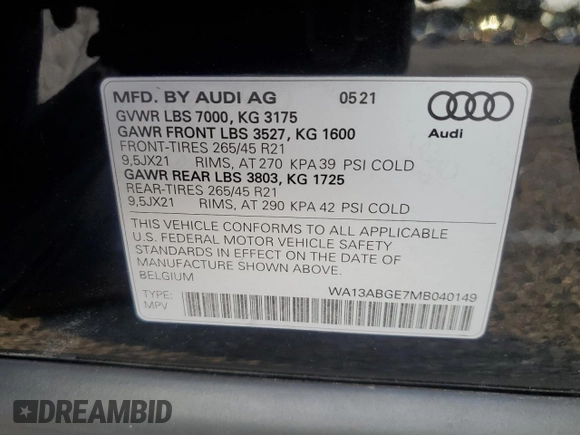 MFD. BY AUDI AG 05 21
GVWR LBS 7000, KG 3175
GAWR FRONT LBS 3527, KG 1600
FRONT-TIRES 265/45 R21
9,5JX21 RIMS, AT 270 KPA 39 PSI COLD
GAWR REAR LBS 3803, KG 1725
REAR-TIRES 265/45 R21
9,5JX21 RIMS, AT 290 KPA 42 PSI COLD
Audi
THIS VEHICLE CONFORMS TO ALL APPLICABLE
U.S. FEDERAL MOTOR VEHICLE SAFETY
STANDARDS IN EFFECT ON THE DATE OF
MANUFACTURE SHOWN ABOVE.
BELGIUM
WA13ABGE7MB040149
TYPE:
MPV
DREAMBID